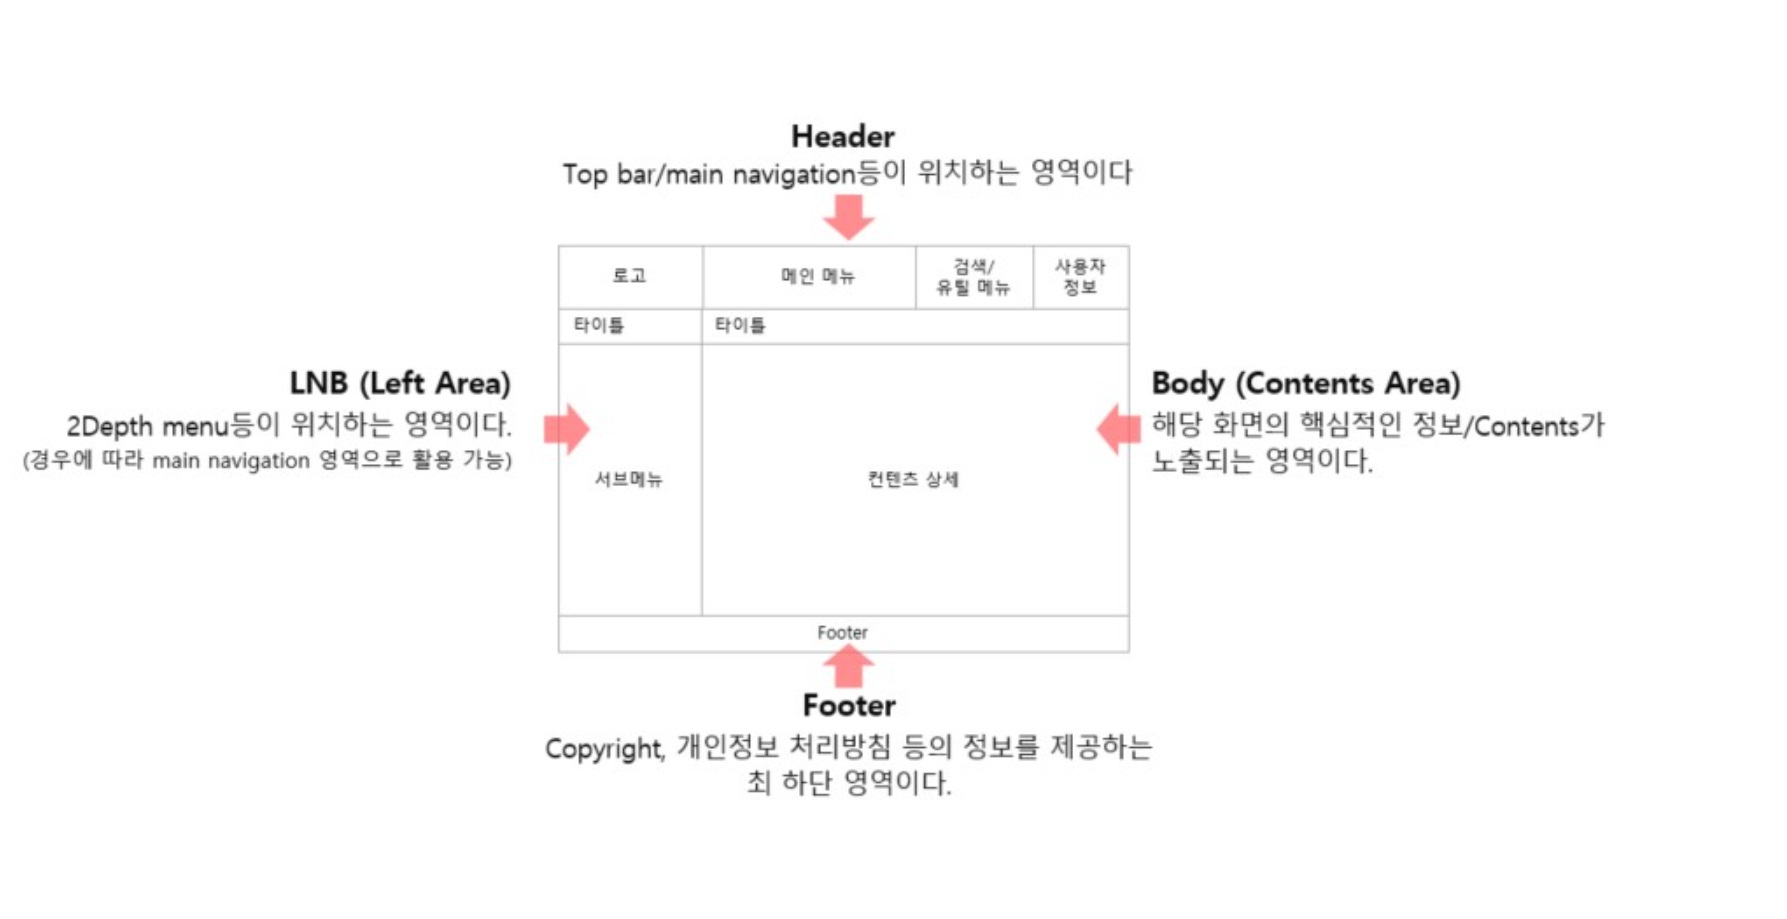 Header
Top bar/main navigation등이 위치하는 영역이다
로고
메인 메뉴
검색/
유틸 메뉴
사용자
정보
타이틀
타이틀
LNB (Left Area)
2Depth menu등이 위치하는 영역이다.
(경우에 따라 main navigation 영역으로 활용 가능)
서브메뉴
컨텐츠 상세
Body (Contents Area)
해당 화면의 핵심적인 정보/Contents가
노출되는 영역이다.
Footer
Footer
Copyright, 개인정보 처리방침 등의 정보를 제공하는
최 하단 영역이다.